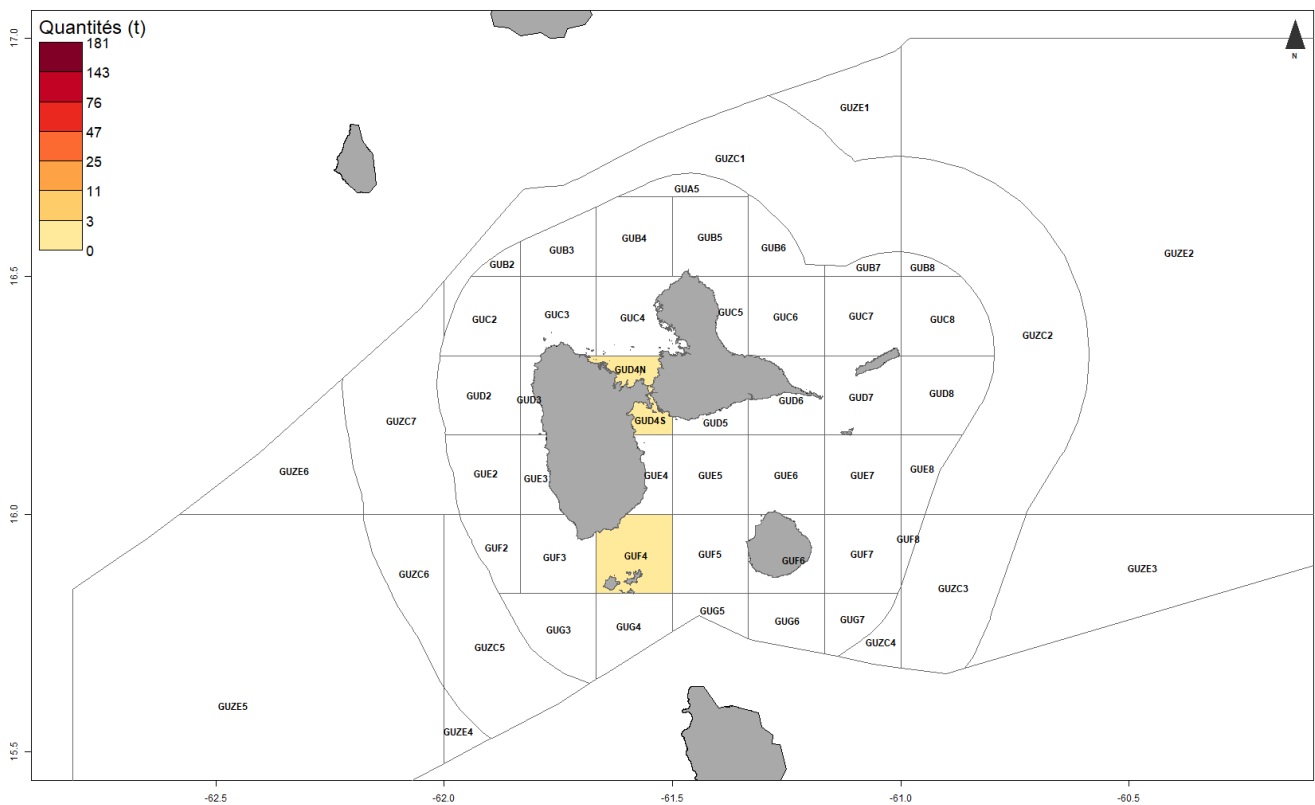 Quantités (t)
181
143
76
47
25
11
3
0
N
17.0
16.5
16.0
15.5
-62.5
-62.0
-61.5
-61.0
-60.5
GUZE1
GUZC1
GUA5
GUB2
GUB3
GUB4
GUB5
GUB6
GUB7
GUB8
GUZE2
GUC2
GUC3
GUC4
GUC5
GUC6
GUC7
GUC8
GUZC2
GUD4N
GUD2
GUD3
GUD4S
GUD5
GUD6
GUD7
GUD8
GUZC7
GUZE6
GUE2
GUE3
GUE4
GUE5
GUE6
GUE7
GUE8
GUF2
GUF3
GUF4
GUF5
GUF6
GUF7
GUF8
GUZC6
GUZC3
GUZE3
GUG3
GUG4
GUG5
GUG6
GUG7
GUZC4
GUZC5
GUZE5
GUZE4